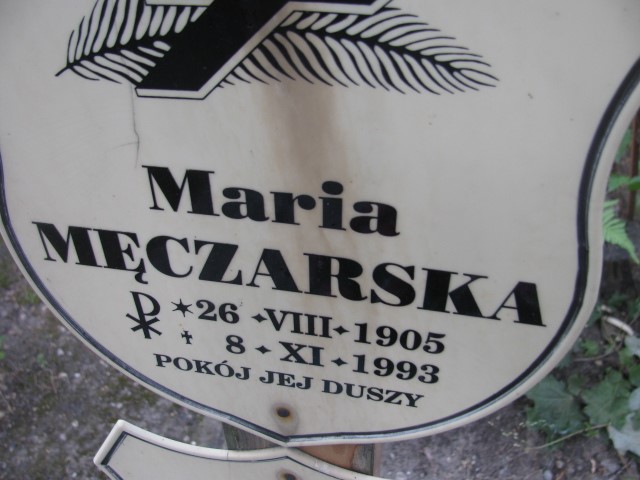 Maria
MĘCZARSKA
☧ * 26 ✦ VIII ✦ 1905
✝ 8 ✦ XI ✦ 1993
POKÓJ JEJ DUSZY